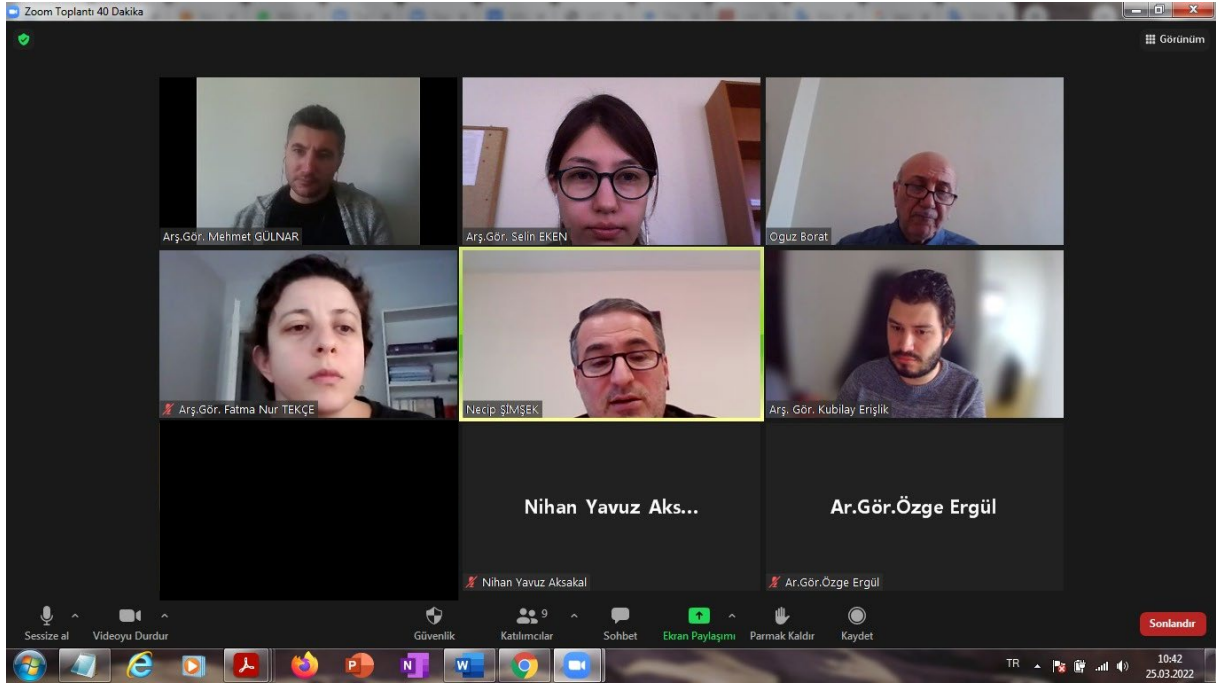 Zoom Toplantı 40 Dakika
Görünüm
Arş.Gör. Mehmet GÜLNAR
Arş.Gör. Selin EKEN
Oguz Borat
Arş.Gör. Fatma Nur TEKÇE
Necip ŞİMŞEK
Arş. Gör. Kubilay Erişlik
Nihan Yavuz Aks...
Ar.Gör.Özge Ergül
Nihan Yavuz Aksakal
Ar.Gör.Özge Ergül
Sessize al
Videoyu Durdur
Güvenlik
9
Katılımcılar
Sohbet
Ekran Paylaşımı
Parmak Kaldır
Kaydet
Sonlandır
TR
10:42
25.03.2022